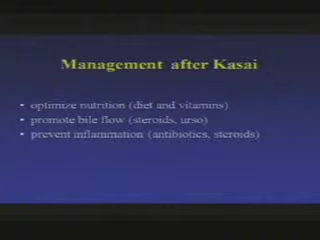 Management after Kasai
• optimize nutrition (diet and vitamins)
• promote bile flow (steroids, urso)
• prevent inflammation (antibiotics, steroids)